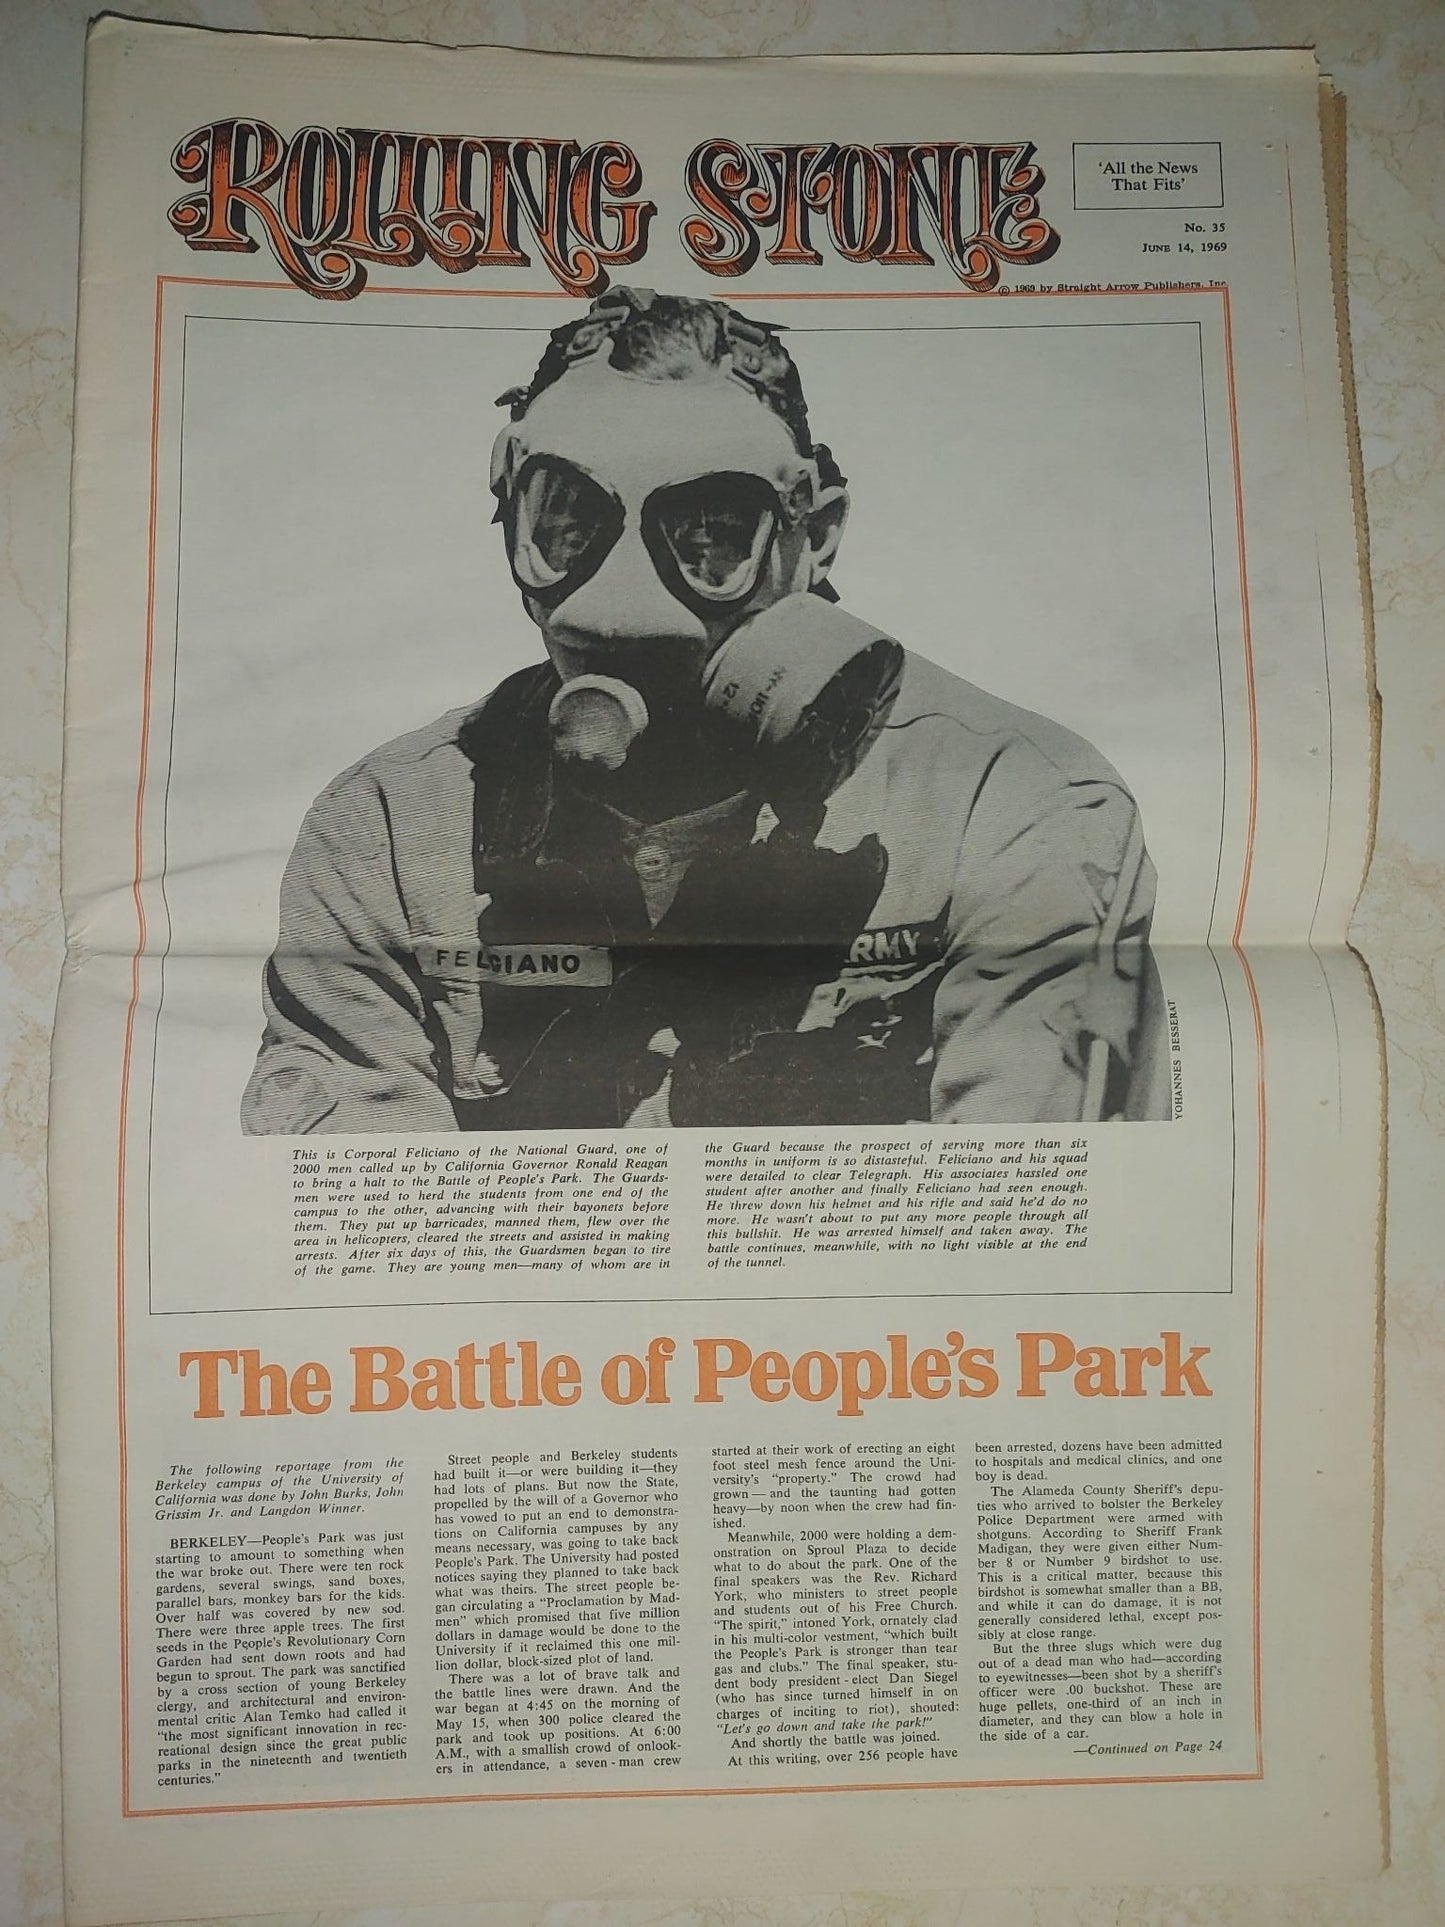 ROLLING STONE
'All the News
That Fits'
No. 35
JUNE 14, 1969
© 1969 by Straight Arrow Publishers, Inc.
12
FELICIANO
ARMY
YOHANNES BESSERAT
This is Corporal Feliciano of the National Guard, one of
2000 men called up by California Governor Ronald Reagan
to bring a halt to the Battle of People's Park. The Guards-
men were used to herd the students from one end of the
campus to the other, advancing with their bayonets before
them. They put up barricades, manned them, flew over the
area in helicopters, cleared the streets and assisted in making
arrests. After six days of this, the Guardsmen began to tire
of the game. They are young men—many of whom are in
the Guard because the prospect of serving more than six
months in uniform is so distasteful. Feliciano and his squad
were detailed to clear Telegraph. His associates hassled one
student after another and finally Feliciano had seen enough.
He threw down his helmet and his rifle and said he'd do no
more. He wasn't about to put any more people through all
this bullshit. He was arrested himself and taken away. The
battle continues, meanwhile, with no light visible at the end
of the tunnel.
The Battle of People's Park
The following reportage from the
Berkeley campus of the University of
California was done by John Burks, John
Grissim Jr. and Langdon Winner.
BERKELEY—People's Park was just
starting to amount to something when
the war broke out. There were ten rock
gardens, several swings, sand boxes,
parallel bars, monkey bars for the kids.
Over half was covered by new sod.
There were three apple trees. The first
seeds in the People's Revolutionary Corn
Garden had sent down roots and had
begun to sprout. The park was sanctified
by a cross section of young Berkeley
clergy, and architectural and environ-
mental critic Alan Temko had called it
"the most significant innovation in rec-
reational design since the great public
parks in the nineteenth and twentieth
centuries."
Street people and Berkeley students
had built it—or were building it—they
had lots of plans. But now the State,
propelled by the will of a Governor who
has vowed to put an end to demonstra-
tions on California campuses by any
means necessary, was going to take back
People's Park. The University had posted
notices saying they planned to take back
what was theirs. The street people be-
gan circulating a "Proclamation by Mad-
men" which promised that five million
dollars in damage would be done to the
University if it reclaimed this one mil-
lion dollar, block-sized plot of land.
There was a lot of brave talk and
the battle lines were drawn. And the
war began at 4:45 on the morning of
May 15, when 300 police cleared the
park and took up positions. At 6:00
A.M., with a smallish crowd of onlook-
ers in attendance, a seven-man crew
started at their work of erecting an eight
foot steel mesh fence around the Uni-
versity's "property." The crowd had
grown — and the taunting had gotten
heavy—by noon when the crew had fin-
ished.
Meanwhile, 2000 were holding a dem-
onstration on Sproul Plaza to decide
what to do about the park. One of the
final speakers was the Rev. Richard
York, who ministers to street people
and students out of his Free Church.
"The spirit," intoned York, ornately clad
in his multi-color vestment, "which built
the People's Park is stronger than tear
gas and clubs." The final speaker, stu-
dent body president-elect Dan Siegel
(who has since turned himself in on
charges of inciting to riot), shouted:
"Let's go down and take the park!"
And shortly the battle was joined.
At this writing, over 256 people have
been arrested, dozens have been admitted
to hospitals and medical clinics, and one
boy is dead.
The Alameda County Sheriff's depu-
ties who arrived to bolster the Berkeley
Police Department were armed with
shotguns. According to Sheriff Frank
Madigan, they were given either Num-
ber 8 or Number 9 birdshot to use.
This is a critical matter, because this
birdshot is somewhat smaller than a BB,
and while it can do damage, it is not
generally considered lethal, except pos-
sibly at close range.
But the three slugs which were dug
out of a dead man who had—according
to eyewitnesses—been shot by a sheriff's
officer were .00 buckshot. These are
huge pellets, one-third of an inch in
diameter, and they can blow a hole in
the side of a car.
—Continued on Page 24